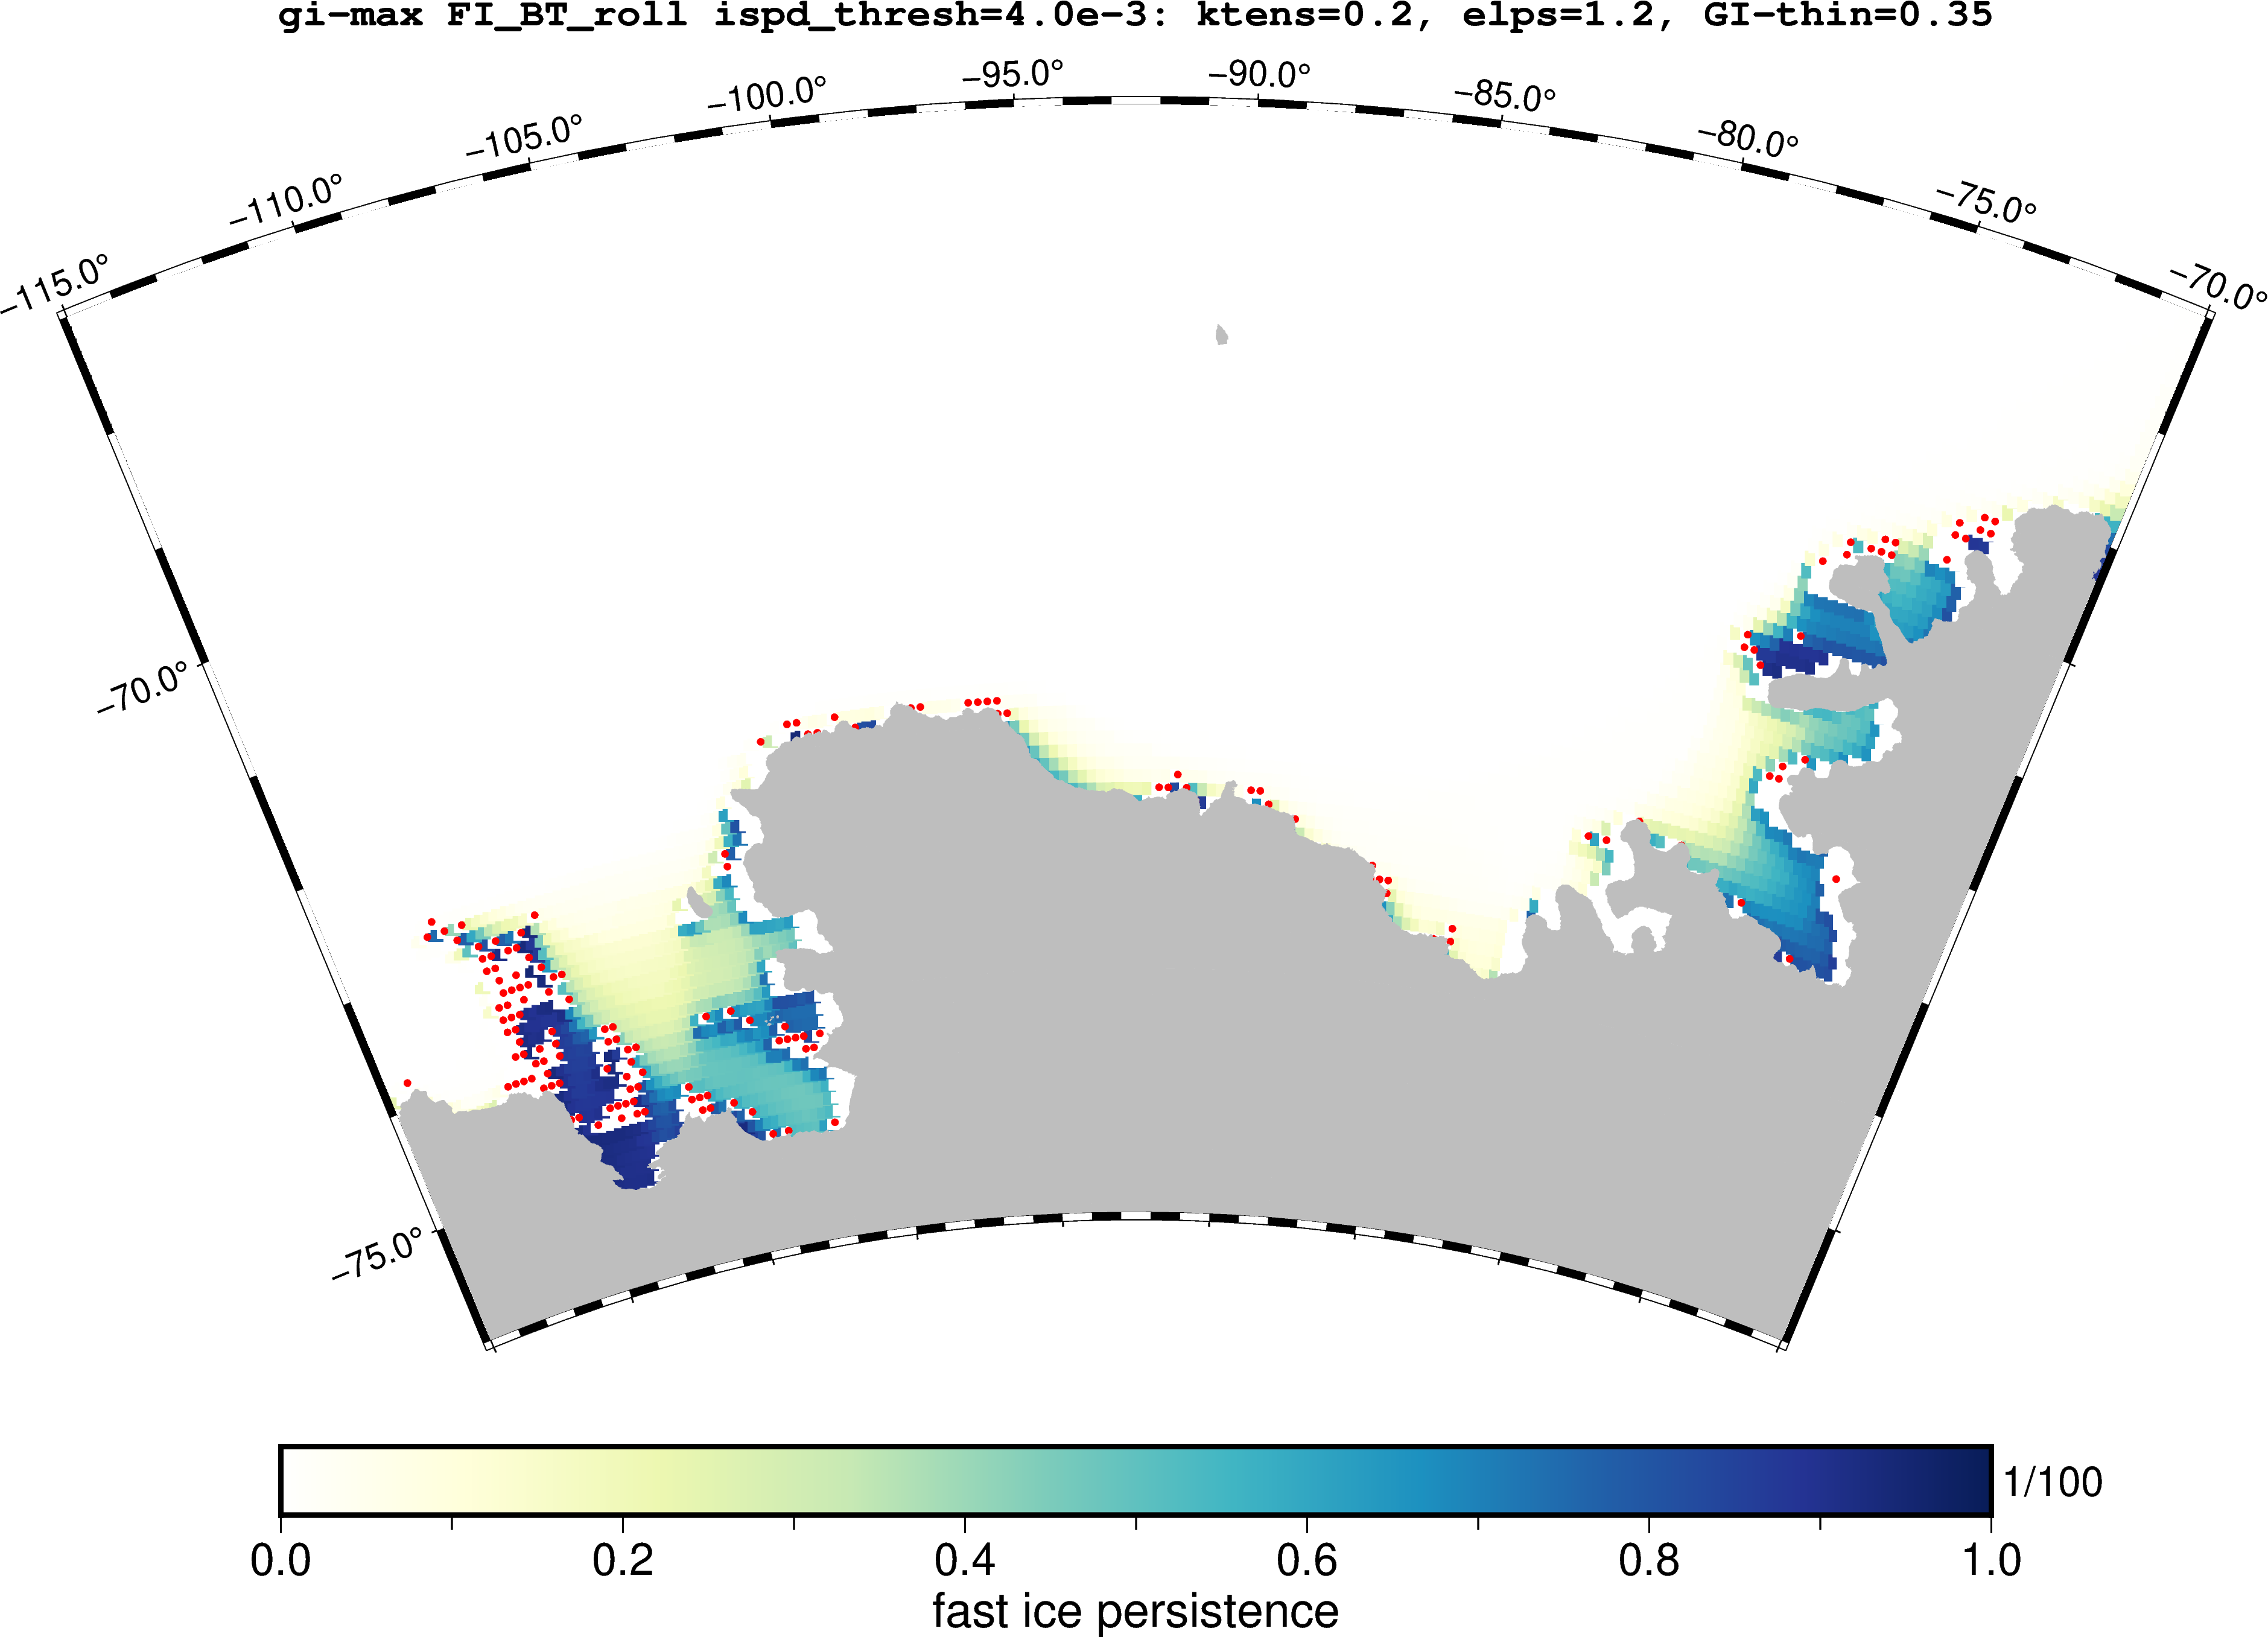 gi-max FI_BT_roll ispd_thresh=4.0e-3: ktens=0.2, elps=1.2, GI-thin=0.35
-95.0° -90.0°
-100.0° -85.0°
-105.0° -80.0°
-110.0° -75.0°
-115.0° -70.0°
-70.0°
-75.0°
1/100
0.0 0.2 0.4 0.6 0.8 1.0
fast ice persistence